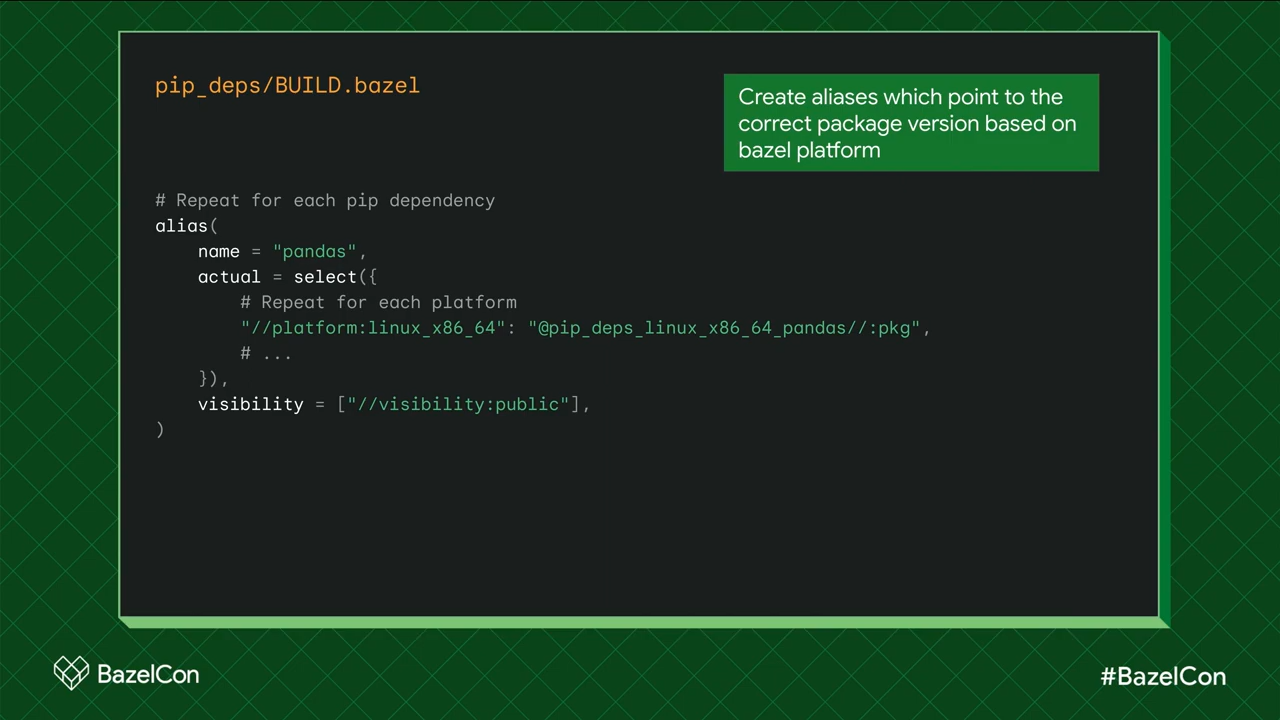 pip_deps/BUILD.bazel
Create aliases which point to the
correct package version based on
bazel platform
# Repeat for each pip dependency
alias(
    name = "pandas",
    actual = select({
        # Repeat for each platform
        "//platform:linux_x86_64": "@pip_deps_linux_x86_64_pandas//:pkg",
        # ...
    }),
    visibility = ["//visibility:public"],
)
BazelCon
#BazelCon